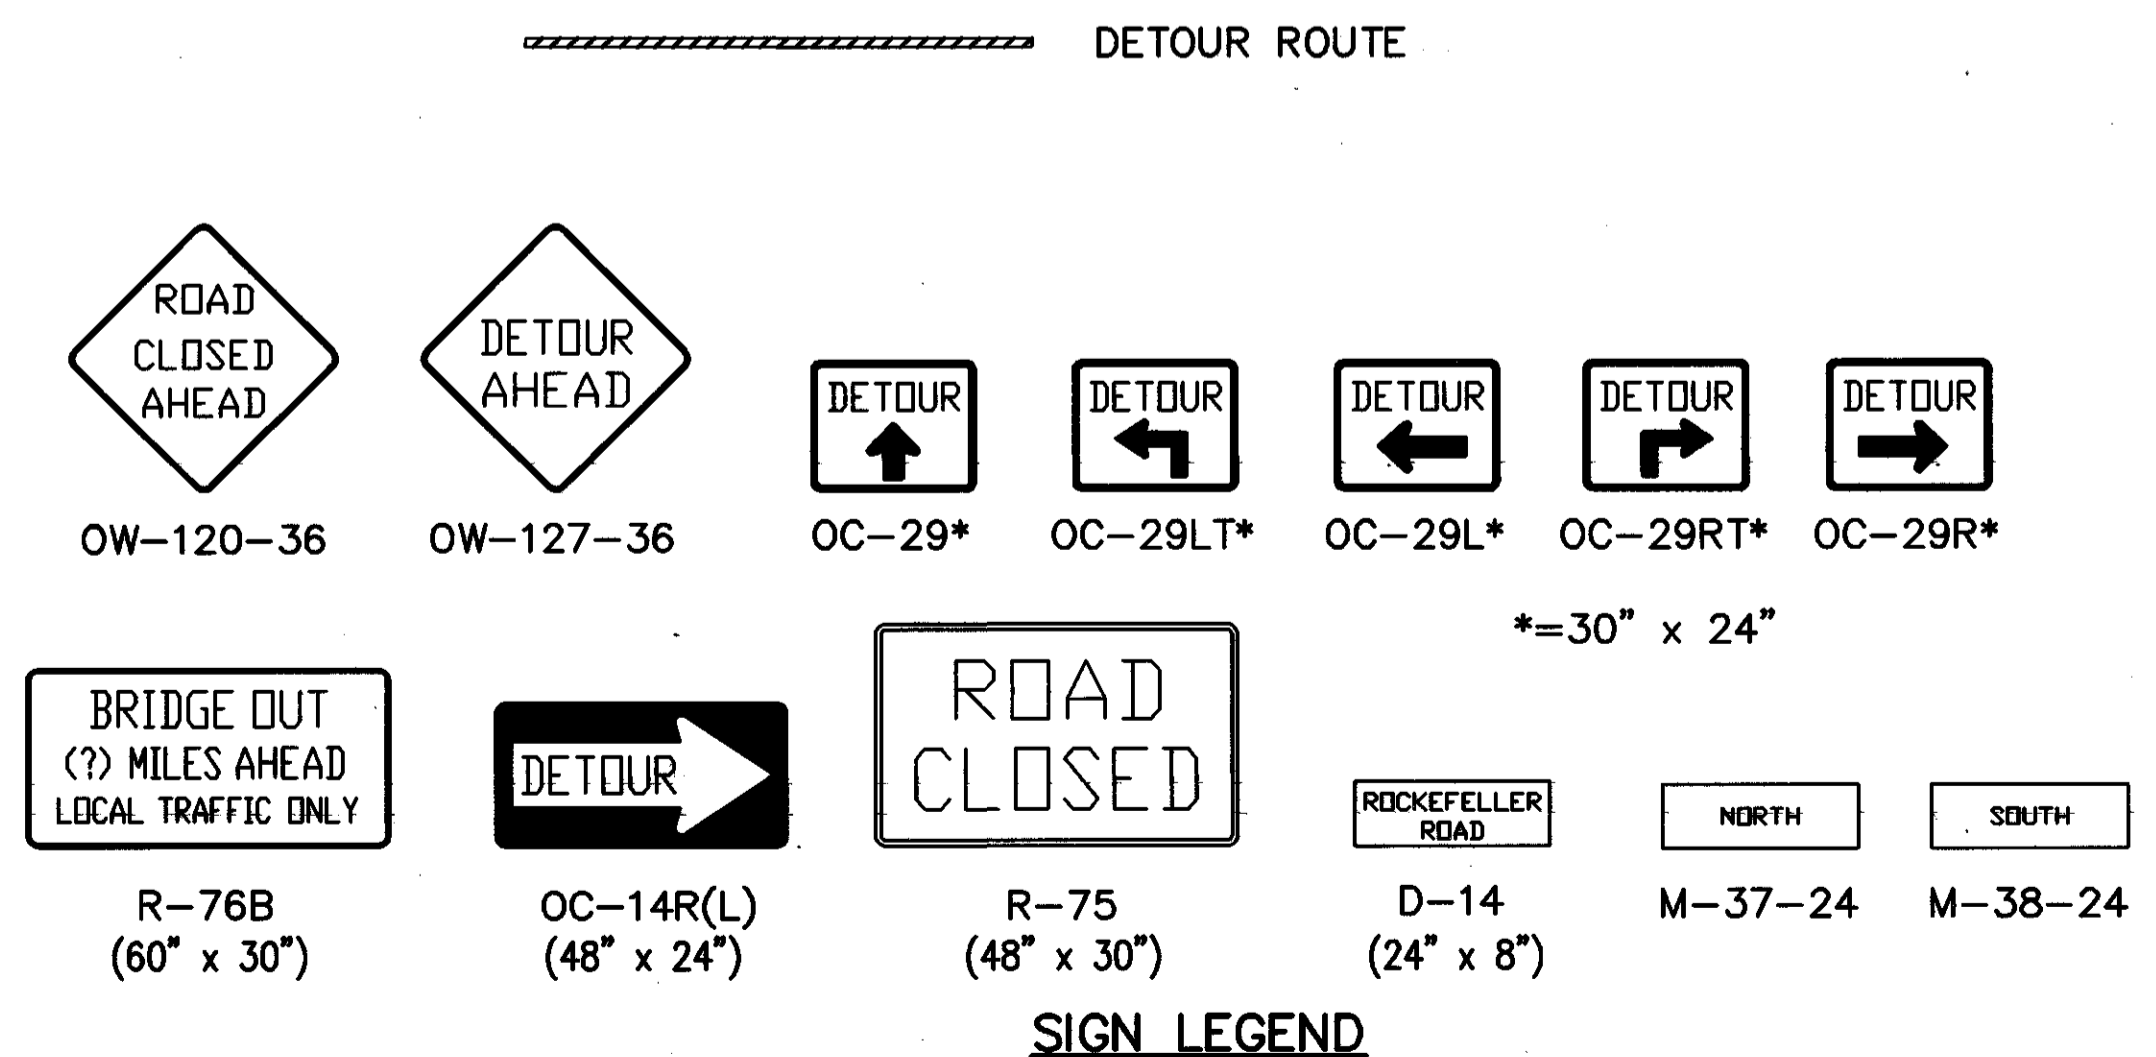 DETOUR ROUTE
ROAD
CLOSED
AHEAD
OW-120-36
DETOUR
AHEAD
OW-127-36
DETOUR
OC-29*
DETOUR
OC-29LT*
DETOUR
OC-29L*
DETOUR
OC-29RT*
DETOUR
OC-29R*
*=30" x 24"
BRIDGE OUT
(?) MILES AHEAD
LOCAL TRAFFIC ONLY
R-76B
(60" x 30")
DETOUR
OC-14R(L)
(48" x 24")
ROAD
CLOSED
R-75
(48" x 30")
ROCKEFELLER
ROAD
D-14
(24" x 8")
NORTH
M-37-24
SOUTH
M-38-24
SIGN LEGEND